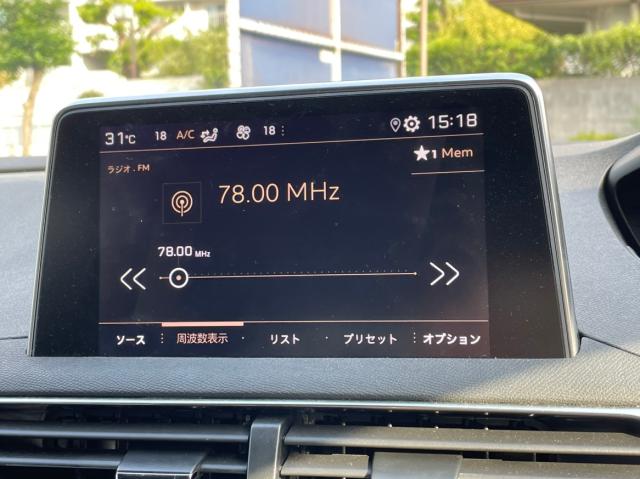 31°C 18 A/C 18 15:18
ラジオ . FM
★1 Mem
78.00 MHz
78.00 MHz
ソース 周波数表示 リスト プリセット オプション